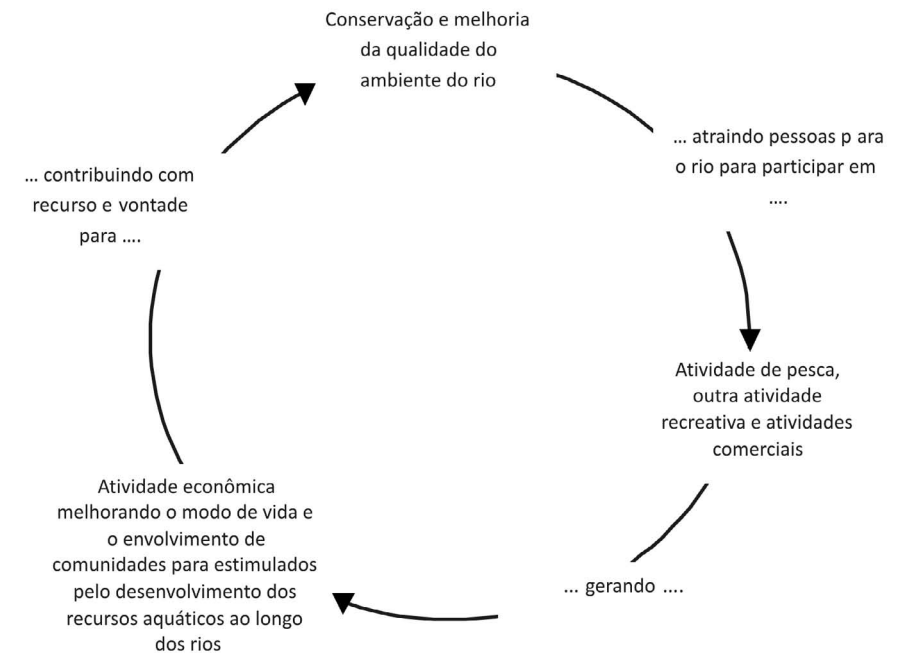 Conservação e melhoria
da qualidade do
ambiente do rio
... atraindo pessoas p ara
o rio para participar em
....
Atividade de pesca,
outra atividade
recreativa e atividades
comerciais
... gerando ....
Atividade econômica
melhorando o modo de vida e
o envolvimento de
comunidades para estimulados
pelo desenvolvimento dos
recursos aquáticos ao longo
dos rios
... contribuindo com
recurso e vontade
para ....